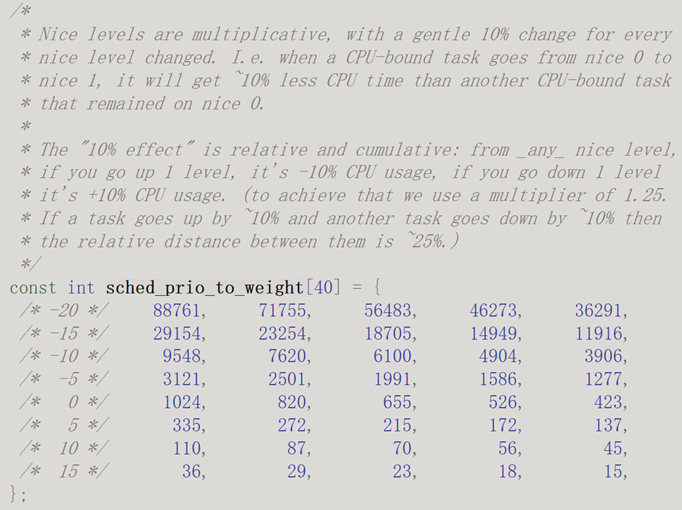 /*
 * Nice levels are multiplicative, with a gentle 10% change for every
 * nice level changed. I.e. when a CPU-bound task goes from nice 0 to
 * nice 1, it will get ~10% less CPU time than another CPU-bound task
 * that remained on nice 0.
 *
 * The "10% effect" is relative and cumulative: from _any_ nice level,
 * if you go up 1 level, it's -10% CPU usage, if you go down 1 level
 * it's +10% CPU usage. (to achieve that we use a multiplier of 1.25.
 * If a task goes up by ~10% and another task goes down by ~10% then
 * the relative distance between them is ~25%.)
 */
const int sched_prio_to_weight[40] = {
 /* -20 */     88761,     71755,     56483,     46273,     36291,
 /* -15 */     29154,     23254,     18705,     14949,     11916,
 /* -10 */      9548,      7620,      6100,      4904,      3906,
 /*  -5 */      3121,      2501,      1991,      1586,      1277,
 /*   0 */      1024,       820,       655,       526,       423,
 /*   5 */       335,       272,       215,       172,       137,
 /*  10 */       110,        87,        70,        56,        45,
 /*  15 */        36,        29,        23,        18,        15,
};